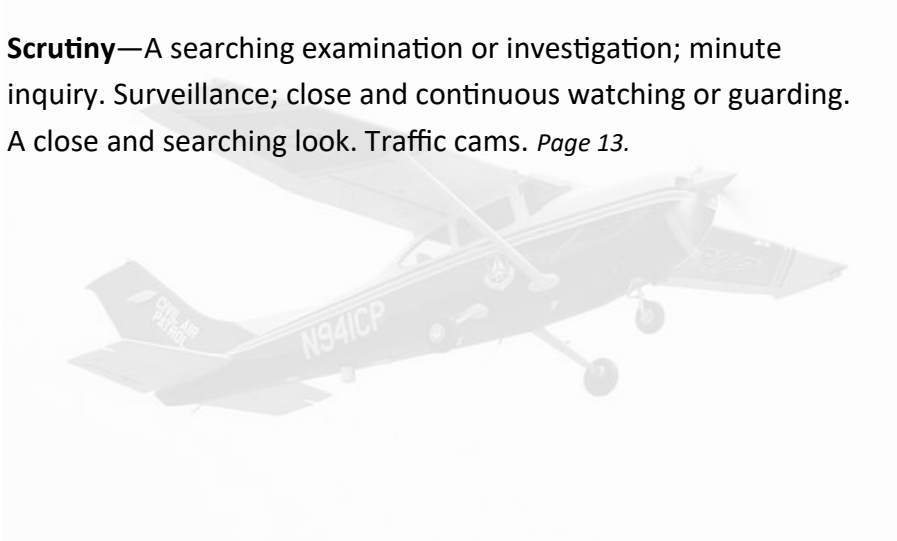 Scrutiny—A searching examination or investigation; minute
inquiry. Surveillance; close and continuous watching or guarding.
A close and searching look. Traffic cams. Page 13.
CIVIL AIR
PATROL
N941CP